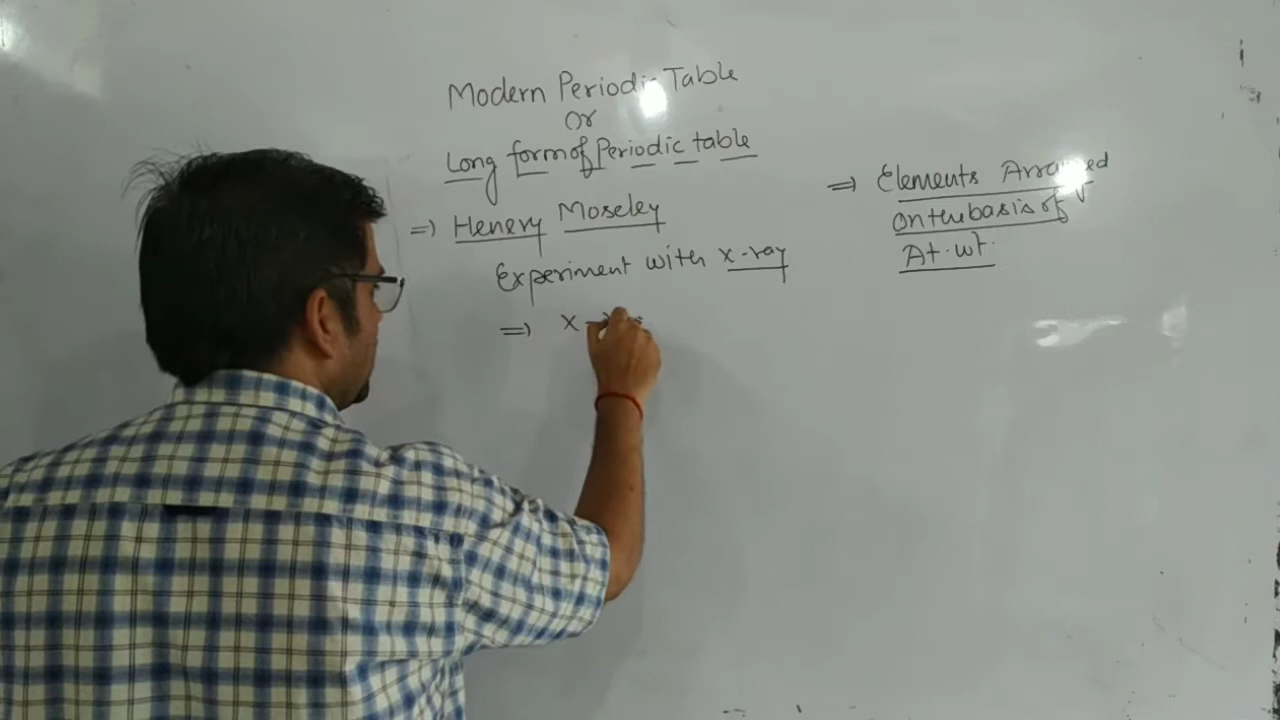 Modern Periodic Table
Or
Long form of Periodic table
⇒ Henery Moseley
Experiment with x-ray
⇒ x-
⇒ Elements Arranged
on the basis of
At. wt.